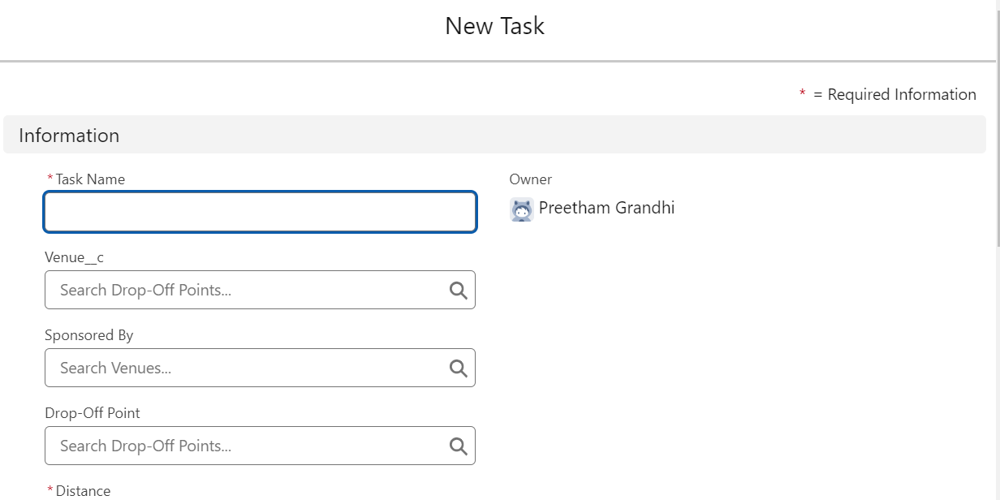 New Task
* = Required Information
Information
*Task Name
Owner
Preetham Grandhi
Venue__c
Search Drop-Off Points...
Sponsored By
Search Venues...
Drop-Off Point
Search Drop-Off Points...
*Distance